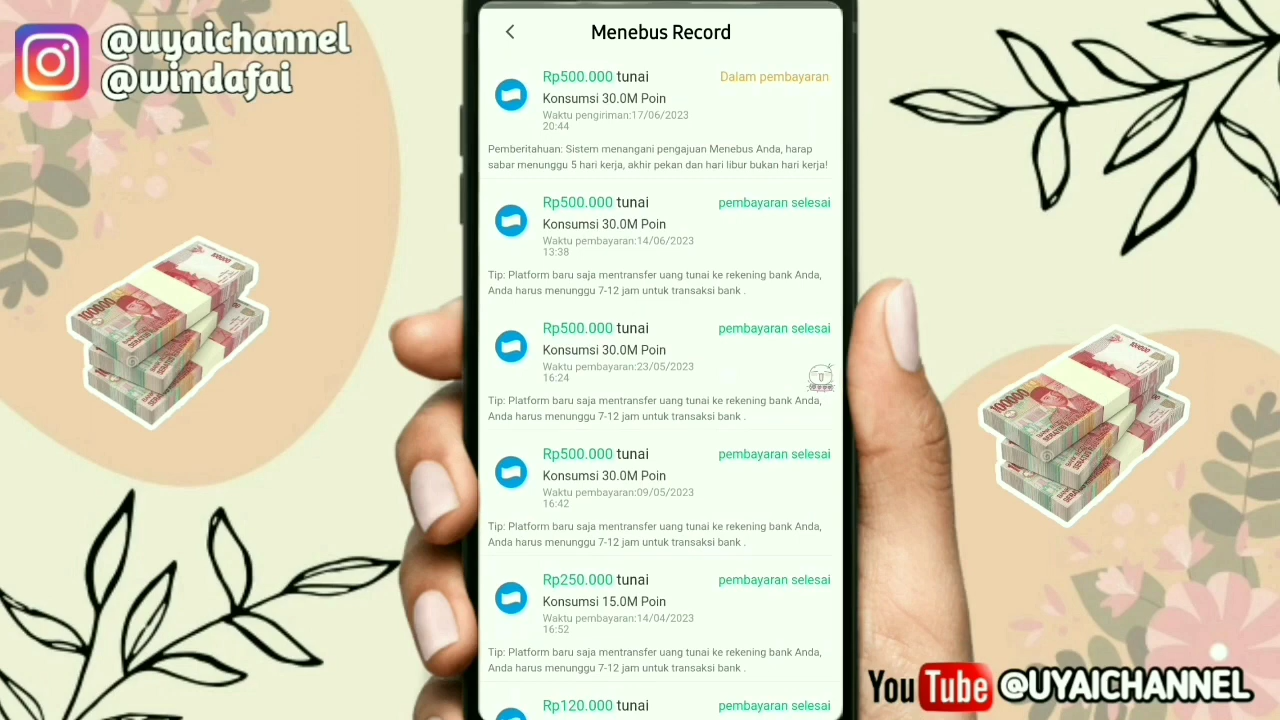 @uyaichannel
@windafai
Menebus Record
Rp500.000 tunai
Dalam pembayaran
Konsumsi 30.0M Poin
Waktu pengiriman:17/06/2023
20:44
Pemberitahuan: Sistem menangani pengajuan Menebus Anda, harap
sabar menunggu 5 hari kerja, akhir pekan dan hari libur bukan hari kerja!
Rp500.000 tunai
pembayaran selesai
Konsumsi 30.0M Poin
Waktu pembayaran:14/06/2023
13:38
Tip: Platform baru saja mentransfer uang tunai ke rekening bank Anda,
Anda harus menunggu 7-12 jam untuk transaksi bank .
Rp500.000 tunai
pembayaran selesai
Konsumsi 30.0M Poin
Waktu pembayaran:23/05/2023
16:24
Tip: Platform baru saja mentransfer uang tunai ke rekening bank Anda,
Anda harus menunggu 7-12 jam untuk transaksi bank .
Rp500.000 tunai
pembayaran selesai
Konsumsi 30.0M Poin
Waktu pembayaran:09/05/2023
16:42
Tip: Platform baru saja mentransfer uang tunai ke rekening bank Anda,
Anda harus menunggu 7-12 jam untuk transaksi bank .
Rp250.000 tunai
pembayaran selesai
Konsumsi 15.0M Poin
Waktu pembayaran:14/04/2023
16:52
Tip: Platform baru saja mentransfer uang tunai ke rekening bank Anda,
Anda harus menunggu 7-12 jam untuk transaksi bank .
Rp120.000 tunai
pembayaran selesai
100000
100000
100000
100000
YouTube @UYAICHANNEL